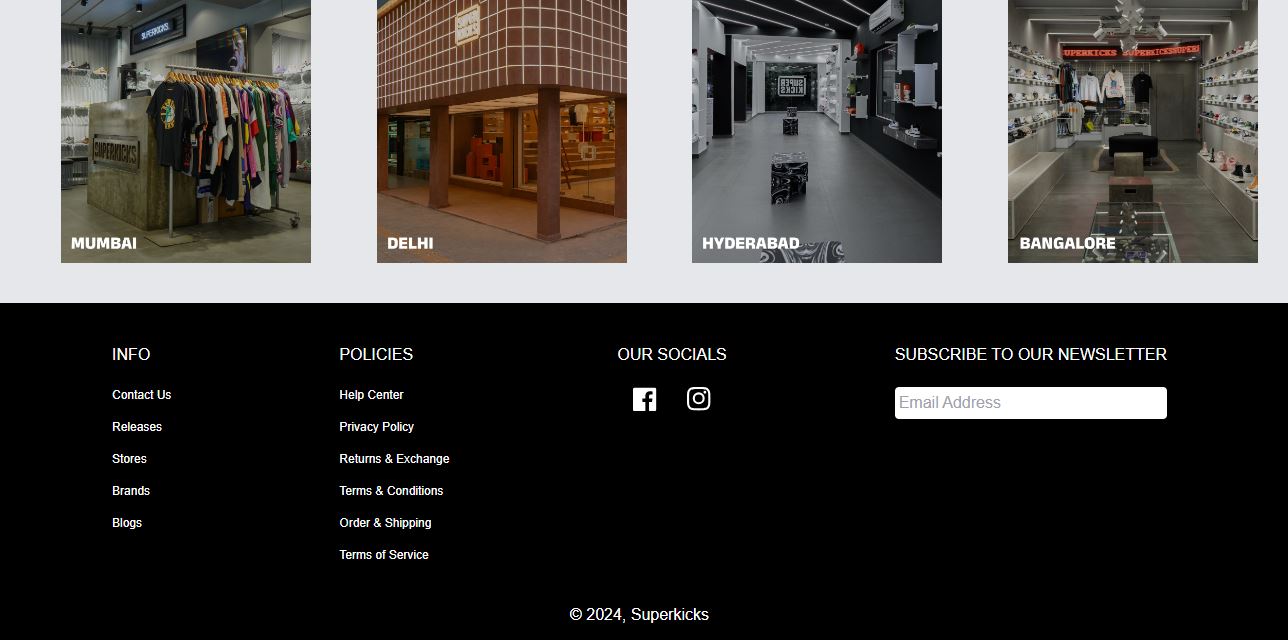 SUPERKICKS
SUPERKICKS
MUMBAI
SUPER
KICKS
DELHI
SUPER
KICKS
HYDERABAD
UPERKICKS SUPERKICKSSUPERI
BANGALORE
INFO
Contact Us
Releases
Stores
Brands
Blogs
POLICIES
Help Center
Privacy Policy
Returns & Exchange
Terms & Conditions
Order & Shipping
Terms of Service
OUR SOCIALS
SUBSCRIBE TO OUR NEWSLETTER
Email Address
© 2024, Superkicks